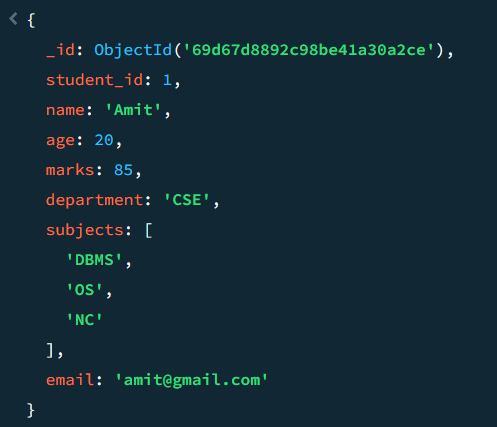 {
_id: ObjectId('69d67d8892c98be41a30a2ce'),
student_id: 1,
name: 'Amit',
age: 20,
marks: 85,
department: 'CSE',
subjects: [
'DBMS',
'OS',
'NC'
],
email: 'amit@gmail.com'
}